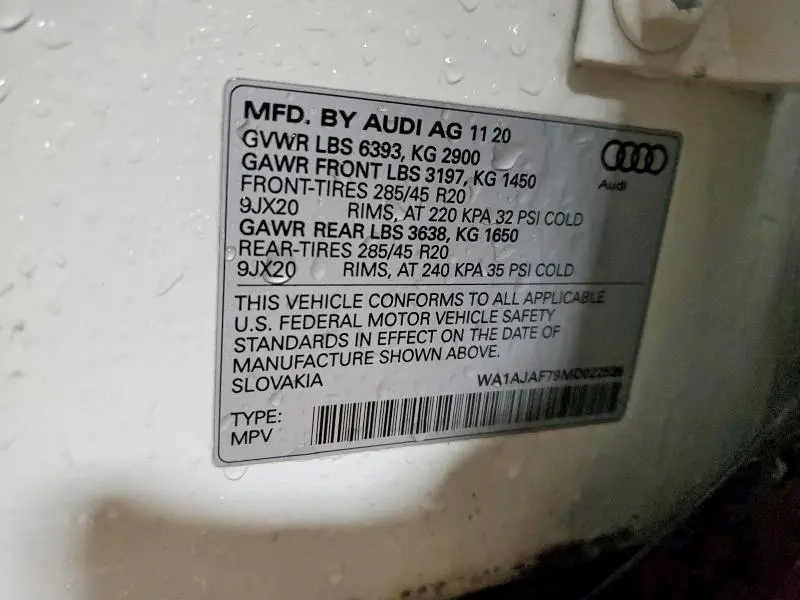 MFD. BY AUDI AG 11 20
GVWR LBS 6393, KG 2900
GAWR FRONT LBS 3197, KG 1450
FRONT-TIRES 285/45 R20
9JX20 RIMS, AT 220 KPA 32 PSI COLD
GAWR REAR LBS 3638, KG 1650
REAR-TIRES 285/45 R20
9JX20 RIMS, AT 240 KPA 35 PSI COLD
Audi
THIS VEHICLE CONFORMS TO ALL APPLICABLE
U.S. FEDERAL MOTOR VEHICLE SAFETY
STANDARDS IN EFFECT ON THE DATE OF
MANUFACTURE SHOWN ABOVE.
SLOVAKIA
TYPE:
MPV